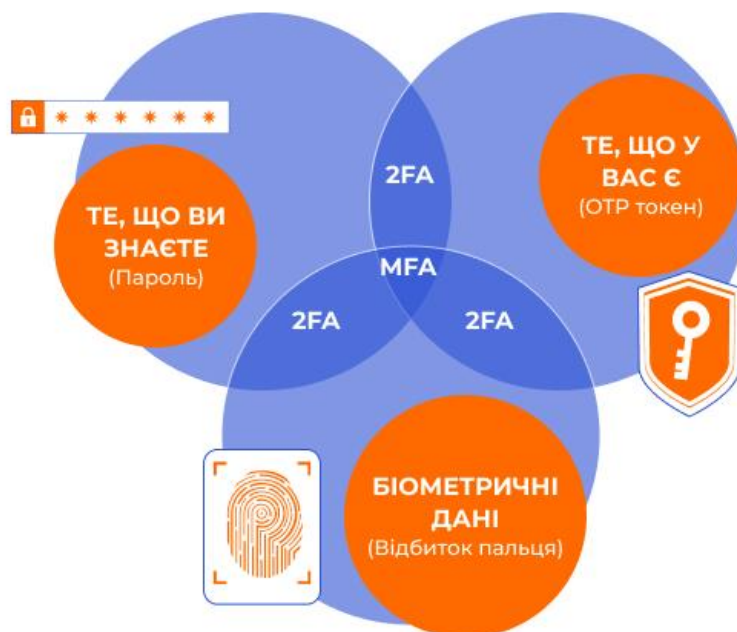 * * * * * *
ТЕ, ЩО ВИ
ЗНАЄТЕ
(Пароль)
2FA
ТЕ, ЩО У
ВАС Є
(OTP токен)
MFA
2FA
2FA
БІОМЕТРИЧНІ
ДАНІ
(Відбиток пальця)